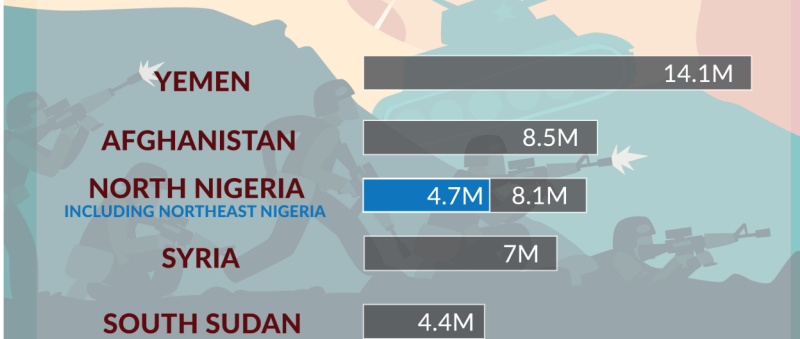 YEMEN 14.1M
AFGHANISTAN 8.5M
NORTH NIGERIA 4.7M 8.1M
INCLUDING NORTHEAST NIGERIA
SYRIA 7M
SOUTH SUDAN 4.4M